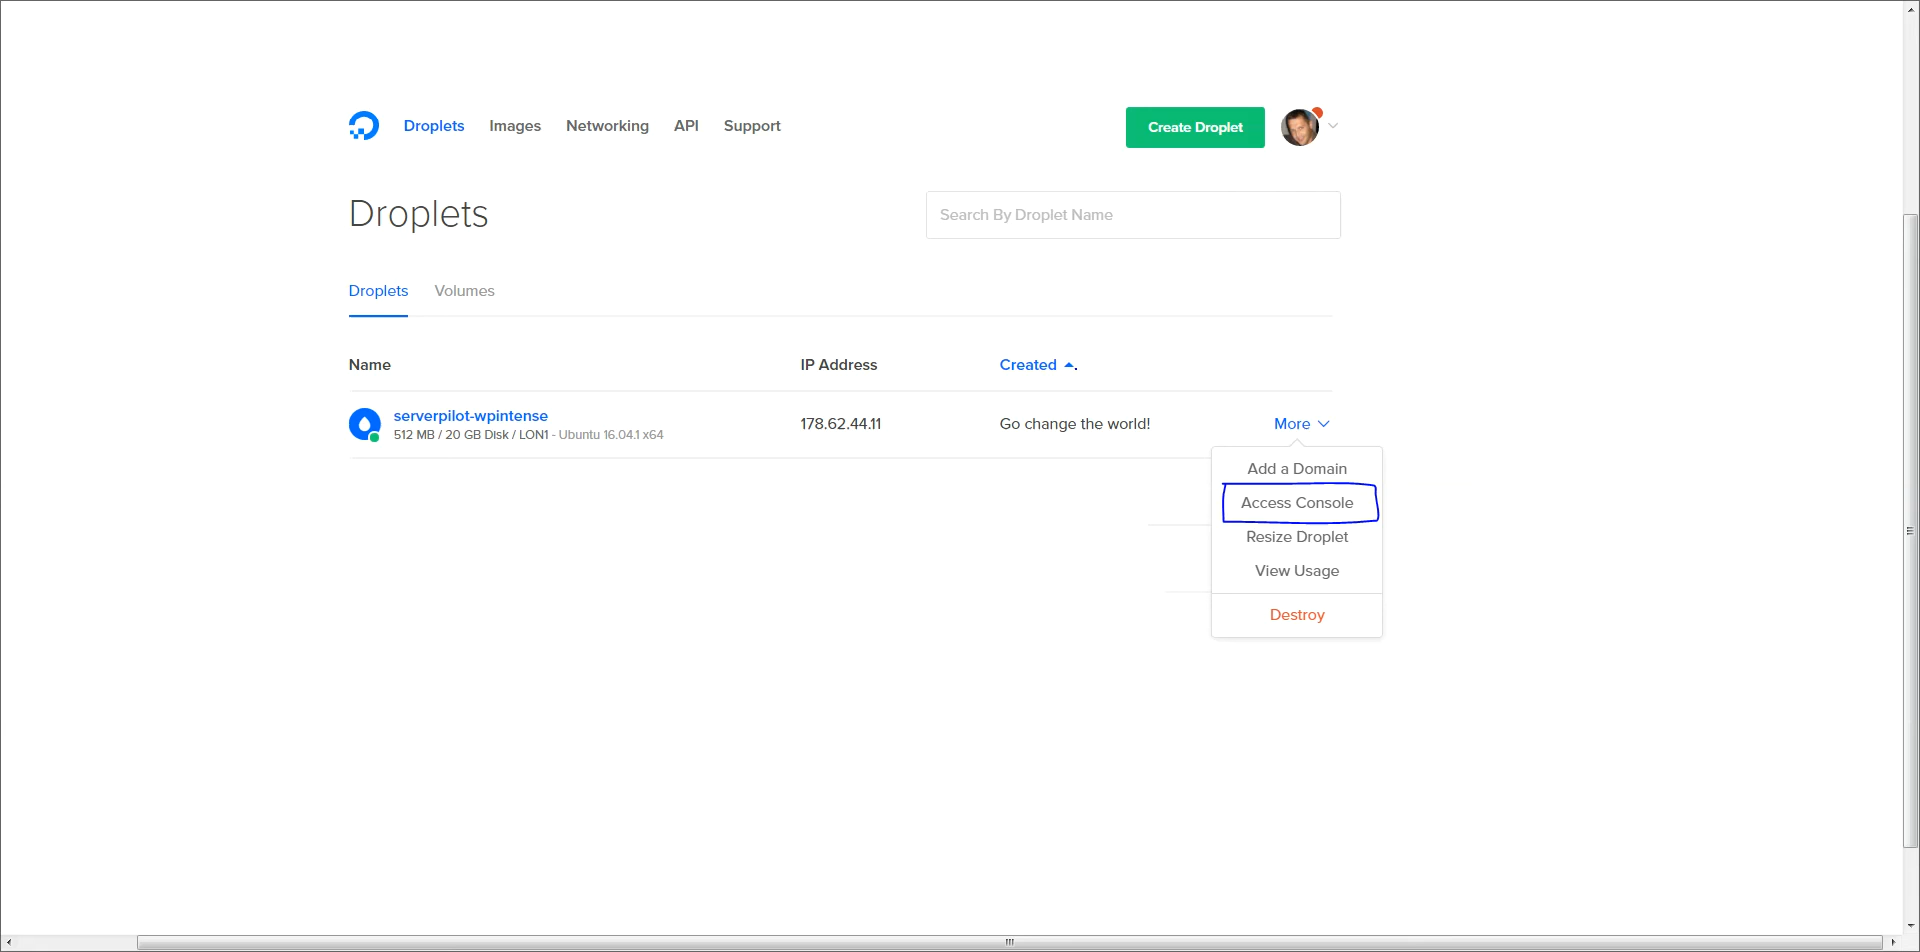 Droplets Images Networking API Support Create Droplet
Droplets
Search By Droplet Name
Droplets Volumes
Name IP Address Created
serverpilot-wpintense
512 MB / 20 GB Disk / LON1 - Ubuntu 16.04.1 x64
178.62.44.11 Go change the world! More
Add a Domain
Access Console
Resize Droplet
View Usage
Destroy